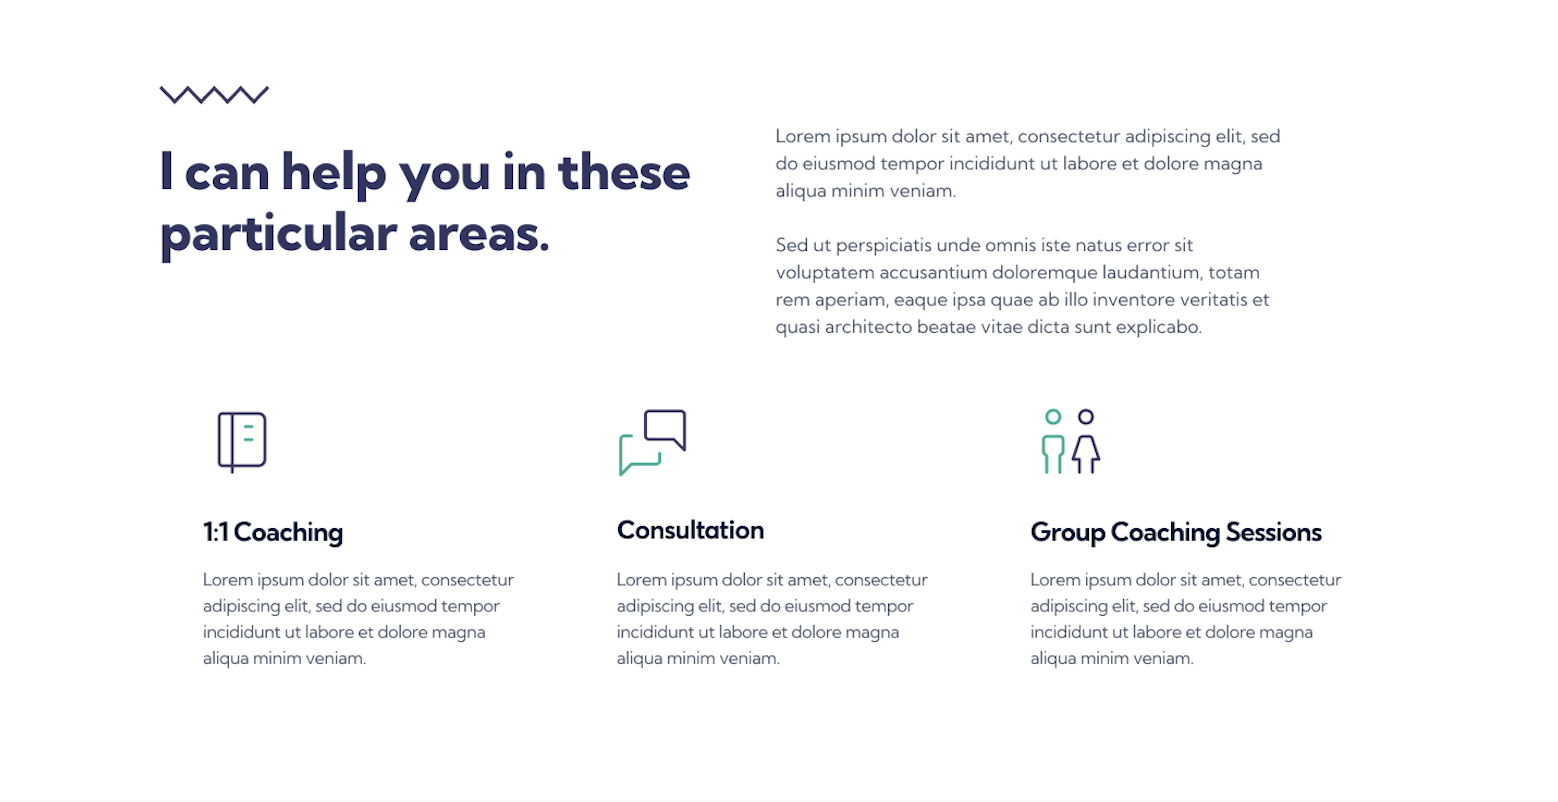 I can help you in these
particular areas.
Lorem ipsum dolor sit amet, consectetur adipiscing elit, sed
do eiusmod tempor incididunt ut labore et dolore magna
aliqua minim veniam.
Sed ut perspiciatis unde omnis iste natus error sit
voluptatem accusantium doloremque laudantium, totam
rem aperiam, eaque ipsa quae ab illo inventore veritatis et
quasi architecto beatae vitae dicta sunt explicabo.
1:1 Coaching
Lorem ipsum dolor sit amet, consectetur
adipiscing elit, sed do eiusmod tempor
incididunt ut labore et dolore magna
aliqua minim veniam.
Consultation
Lorem ipsum dolor sit amet, consectetur
adipiscing elit, sed do eiusmod tempor
incididunt ut labore et dolore magna
aliqua minim veniam.
Group Coaching Sessions
Lorem ipsum dolor sit amet, consectetur
adipiscing elit, sed do eiusmod tempor
incididunt ut labore et dolore magna
aliqua minim veniam.